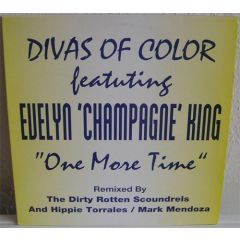 DIVAS OF COLOR
featuting
EVELYN 'CHAMPAGNE' KING
"One More Time"
Remixed By
The Dirty Rotten Scoundrels
And Hippie Torrales / Mark Mendoza